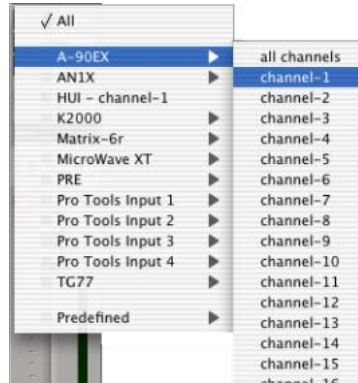 ✓ All
A-90EX
AN1X
HUI - channel-1
K2000
Matrix-6r
MicroWave XT
PRE
Pro Tools Input 1
Pro Tools Input 2
Pro Tools Input 3
Pro Tools Input 4
TG77
Predefined
all channels
channel-1
channel-2
channel-3
channel-4
channel-5
channel-6
channel-7
channel-8
channel-9
channel-10
channel-11
channel-12
channel-13
channel-14
channel-15
channel-16